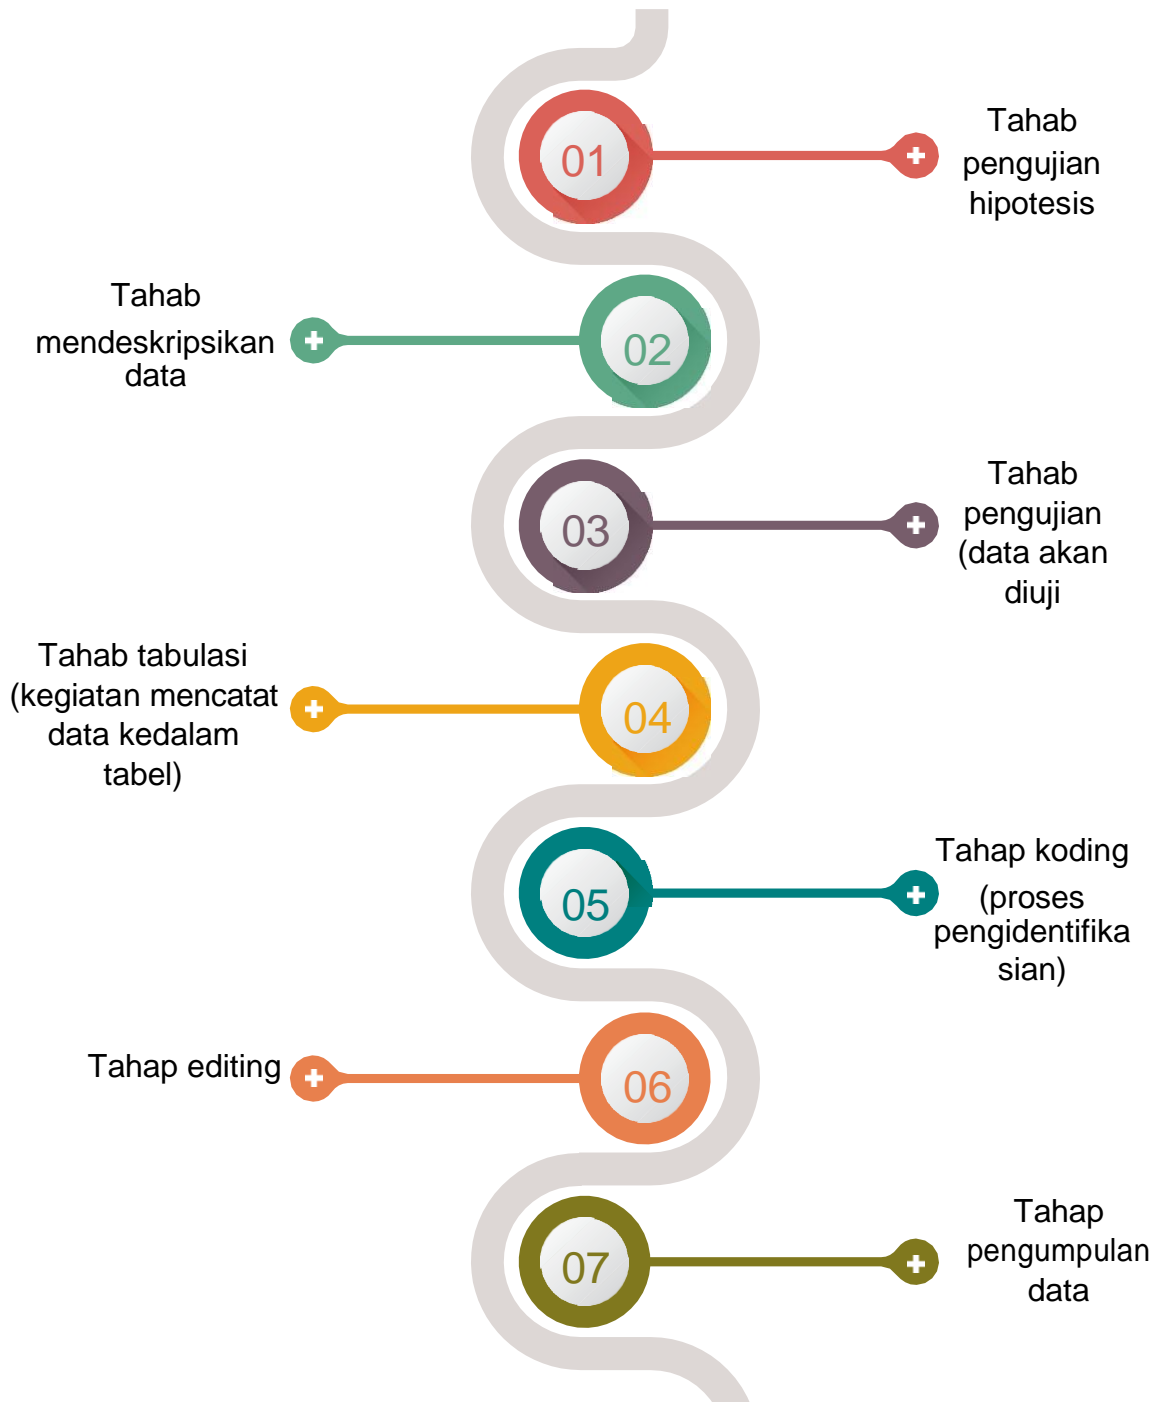 01
Tahab
pengujian
hipotesis
Tahab
mendeskripsikan
data
02
03
Tahab
pengujian
(data akan
diuji
Tahab tabulasi
(kegiatan mencatat
data kedalam
tabel)
04
05
Tahap koding
(proses
pengidentifika
sian)
Tahap editing
06
07
Tahap
pengumpulan
data